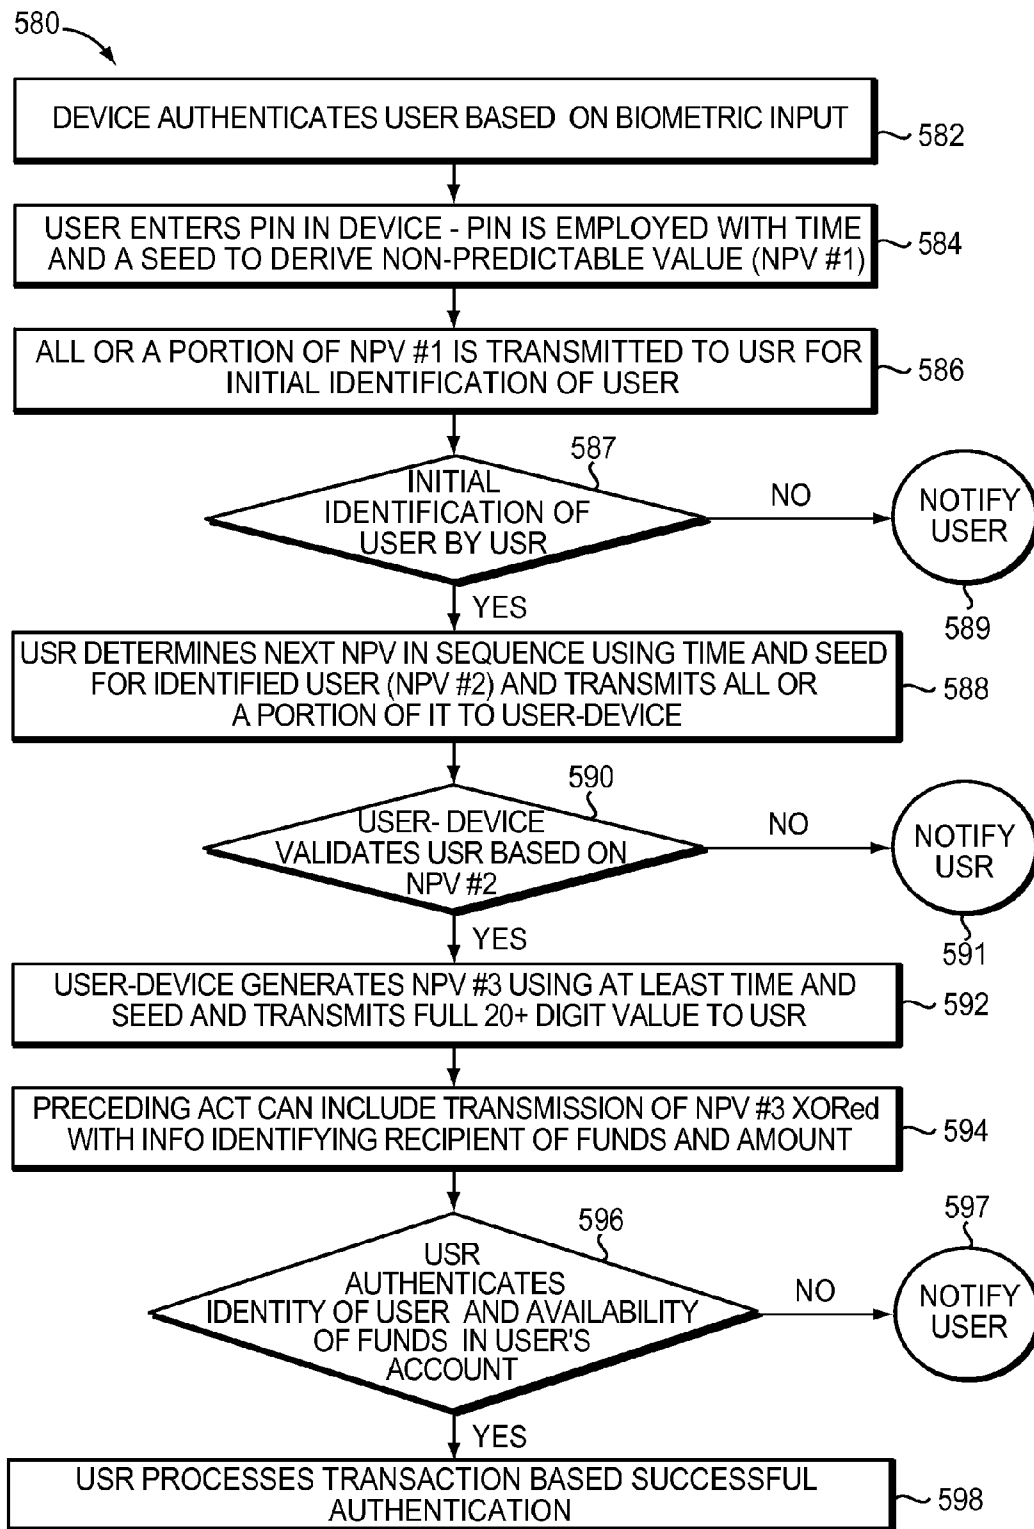 580
DEVICE AUTHENTICATES USER BASED ON BIOMETRIC INPUT
582
USER ENTERS PIN IN DEVICE - PIN IS EMPLOYED WITH TIME
AND A SEED TO DERIVE NON-PREDICTABLE VALUE (NPV #1)
584
ALL OR A PORTION OF NPV #1 IS TRANSMITTED TO USR FOR
INITIAL IDENTIFICATION OF USER
586
587
INITIAL
IDENTIFICATION OF
USER BY USR
NO
NOTIFY
USER
589
YES
USR DETERMINES NEXT NPV IN SEQUENCE USING TIME AND SEED
FOR IDENTIFIED USER (NPV #2) AND TRANSMITS ALL OR
A PORTION OF IT TO USER-DEVICE
588
590
USER- DEVICE
VALIDATES USR BASED ON
NPV #2
NO
NOTIFY
USR
591
YES
USER-DEVICE GENERATES NPV #3 USING AT LEAST TIME AND
SEED AND TRANSMITS FULL 20+ DIGIT VALUE TO USR
592
PRECEDING ACT CAN INCLUDE TRANSMISSION OF NPV #3 XORed
WITH INFO IDENTIFYING RECIPIENT OF FUNDS AND AMOUNT
594
596
USR
AUTHENTICATES
IDENTITY OF USER AND AVAILABILITY
OF FUNDS IN USER'S
ACCOUNT
NO
597
NOTIFY
USER
YES
USR PROCESSES TRANSACTION BASED SUCCESSFUL
AUTHENTICATION
598